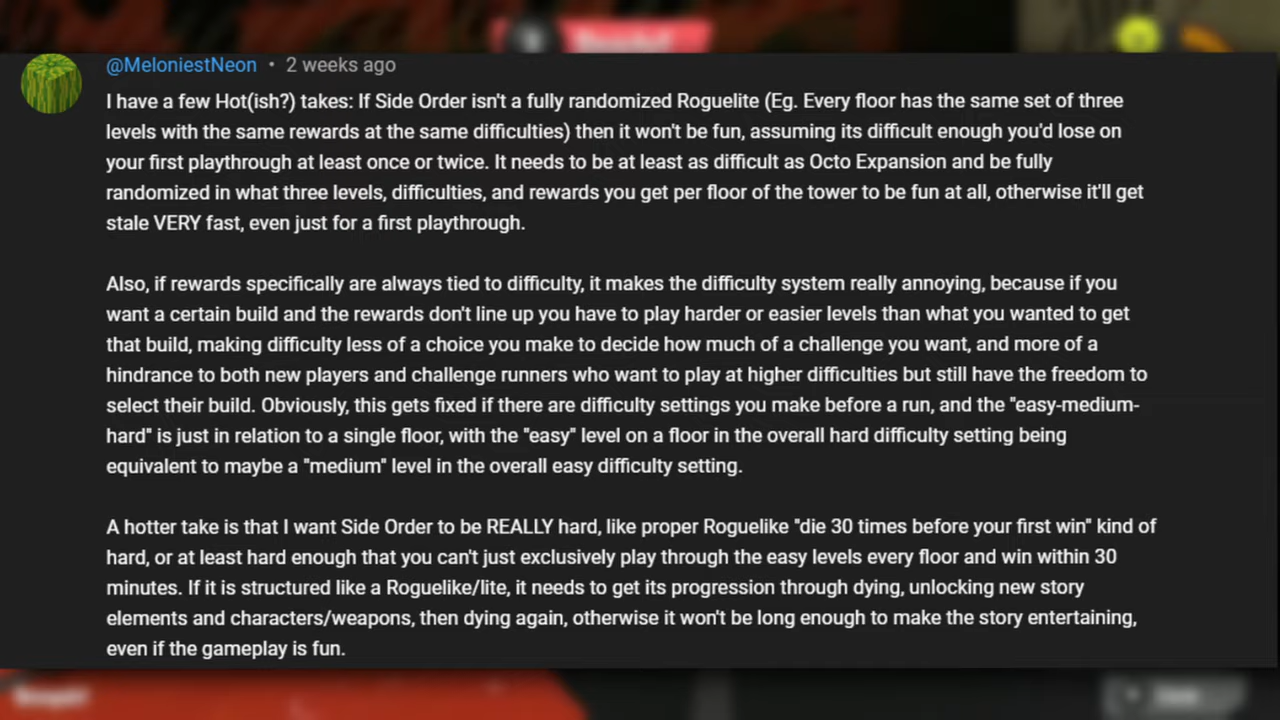 @MeloniestNeon • 2 weeks ago
I have a few Hot(ish?) takes: If Side Order isn't a fully randomized Roguelite (Eg. Every floor has the same set of three
levels with the same rewards at the same difficulties) then it won't be fun, assuming its difficult enough you'd lose on
your first playthrough at least once or twice. It needs to be at least as difficult as Octo Expansion and be fully
randomized in what three levels, difficulties, and rewards you get per floor of the tower to be fun at all, otherwise it'll get
stale VERY fast, even just for a first playthrough.
Also, if rewards specifically are always tied to difficulty, it makes the difficulty system really annoying, because if you
want a certain build and the rewards don't line up you have to play harder or easier levels than what you wanted to get
that build, making difficulty less of a choice you make to decide how much of a challenge you want, and more of a
hindrance to both new players and challenge runners who want to play at higher difficulties but still have the freedom to
select their build. Obviously, this gets fixed if there are difficulty settings you make before a run, and the "easy-medium-
hard" is just in relation to a single floor, with the "easy" level on a floor in the overall hard difficulty setting being
equivalent to maybe a "medium" level in the overall easy difficulty setting.
A hotter take is that I want Side Order to be REALLY hard, like proper Roguelike "die 30 times before your first win" kind of
hard, or at least hard enough that you can't just exclusively play through the easy levels every floor and win within 30
minutes. If it is structured like a Roguelike/lite, it needs to get its progression through dying, unlocking new story
elements and characters/weapons, then dying again, otherwise it won't be long enough to make the story entertaining,
even if the gameplay is fun.